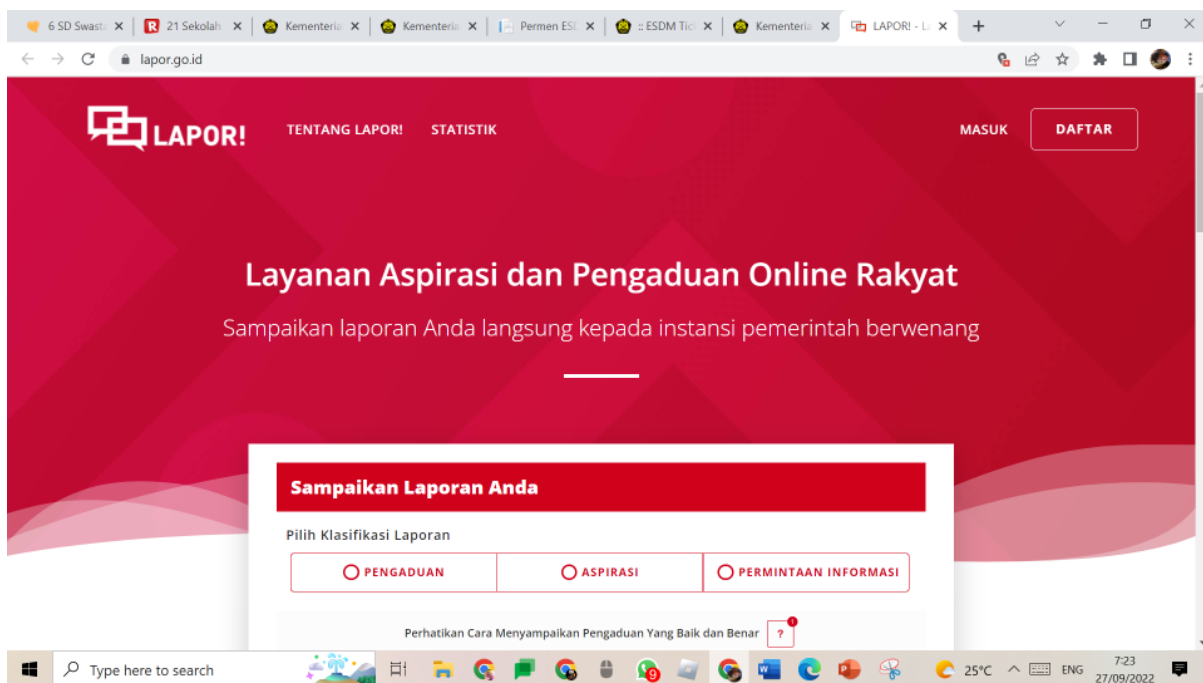 6 SD Swast
21 Sekolah
Kementeria
Kementeria
Permen ESD
:: ESDM Tic
Kementeria
LAPOR! - L
lapor.go.id
LAPOR!
TENTANG LAPOR!
STATISTIK
MASUK
DAFTAR
Layanan Aspirasi dan Pengaduan Online Rakyat
Sampaikan laporan Anda langsung kepada instansi pemerintah berwenang
Sampaikan Laporan Anda
Pilih Klasifikasi Laporan
PENGADUAN
ASPIRASI
PERMINTAAN INFORMASI
Perhatikan Cara Menyampaikan Pengaduan Yang Baik dan Benar ?
Type here to search
25°C
ENG
7:23
27/09/2022